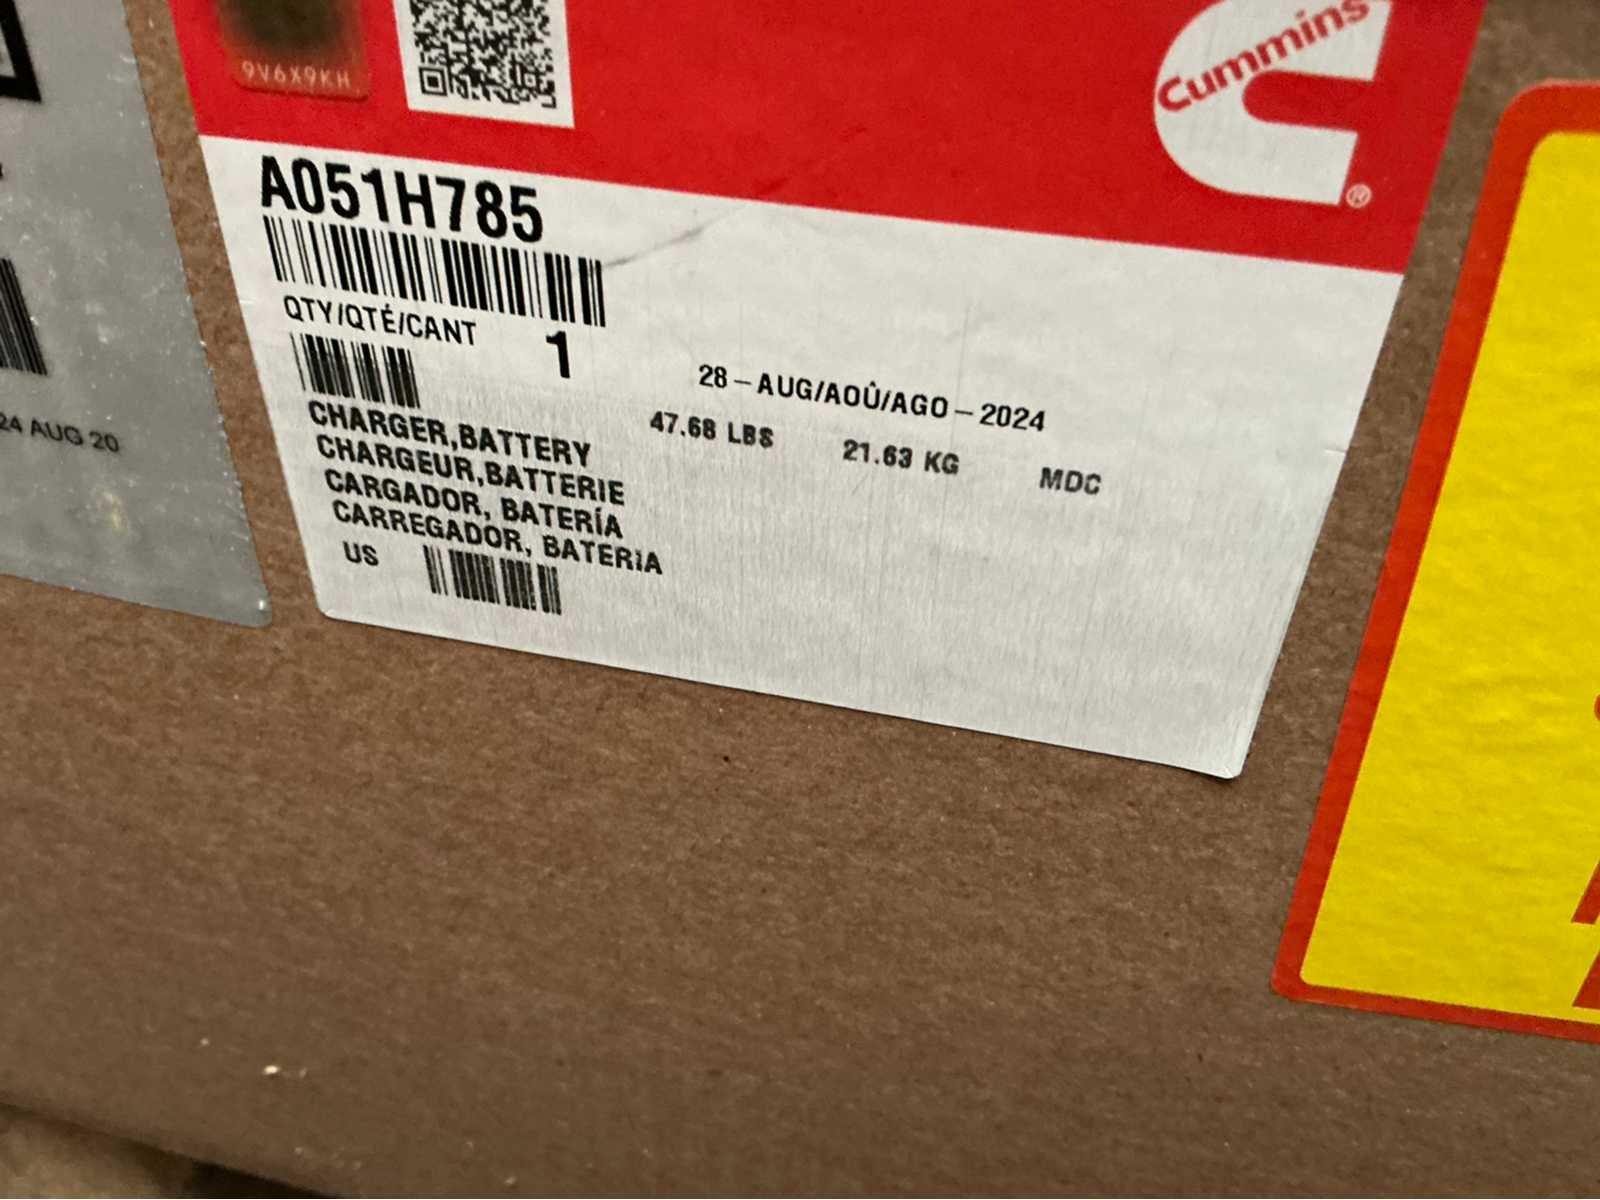 9V6X9KH
Cummins
®
A051H785
QTY/QTÉ/CANT 1
28 – AUG/AOÛ/AGO – 2024
47.68 LBS 21.63 KG MDC
CHARGER,BATTERY
CHARGEUR,BATTERIE
CARGADOR, BATERÍA
CARREGADOR, BATERIA
US
24 AUG 20